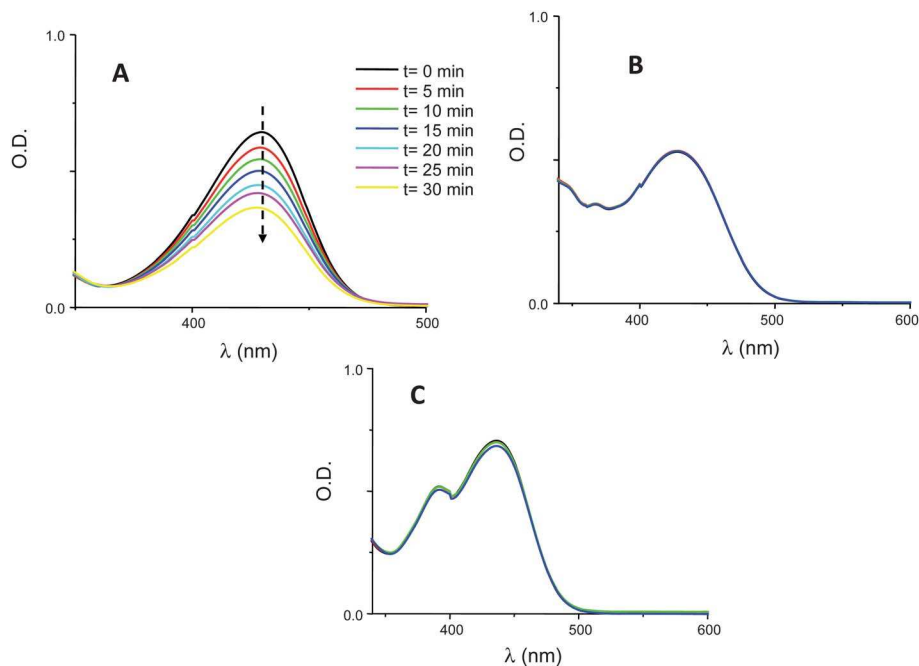 A
1.0
O.D.
0.0
400
500
λ (nm)
t= 0 min
t= 5 min
t= 10 min
t= 15 min
t= 20 min
t= 25 min
t= 30 min
B
1.0
O.D.
0.0
400
500
600
λ (nm)
C
1.0
O.D.
0.0
400
500
600
λ (nm)